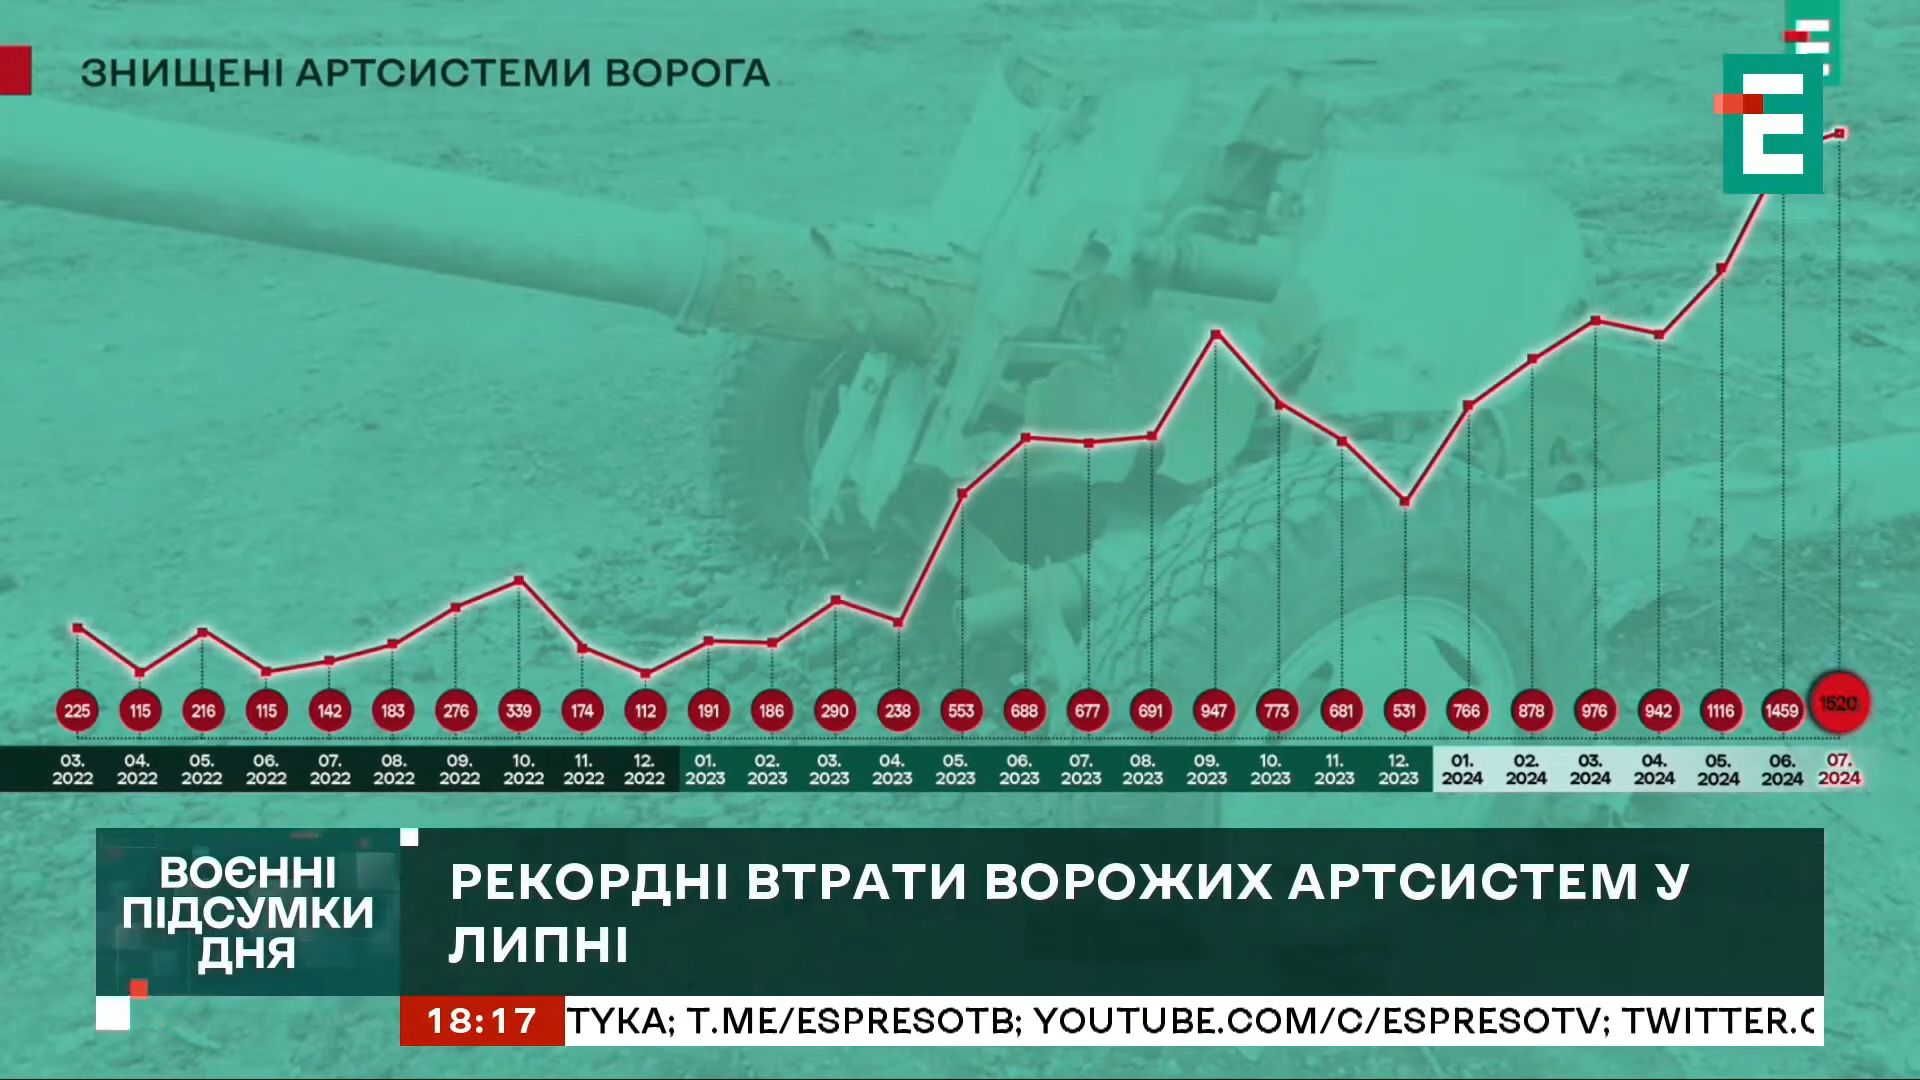 ЗНИЩЕНІ АРТСИСТЕМИ ВОРОГА
Е
225 115 216 115 142 183 276 339 174 112 191 186 290 238 553 688 677 691 947 773 681 531 766 878 976 942 1116 1459 1520
03. 04. 05. 06. 07. 08. 09. 10. 11. 12. 01. 02. 03. 04. 05. 06. 07. 08. 09. 10. 11. 12. 01. 02. 03. 04. 05. 06. 07.
2022 2022 2022 2022 2022 2022 2022 2022 2022 2022 2023 2023 2023 2023 2023 2023 2023 2023 2023 2023 2023 2023 2024 2024 2024 2024 2024 2024 2024
ВОЄННІ
ПІДСУМКИ
ДНЯ
РЕКОРДНІ ВТРАТИ ВОРОЖИХ АРТСИСТЕМ У
ЛИПНІ
18:17 ТУКА; T.ME/ESPRESOTB; YOUTUBE.COM/C/ESPRESOTV; TWITTER.C